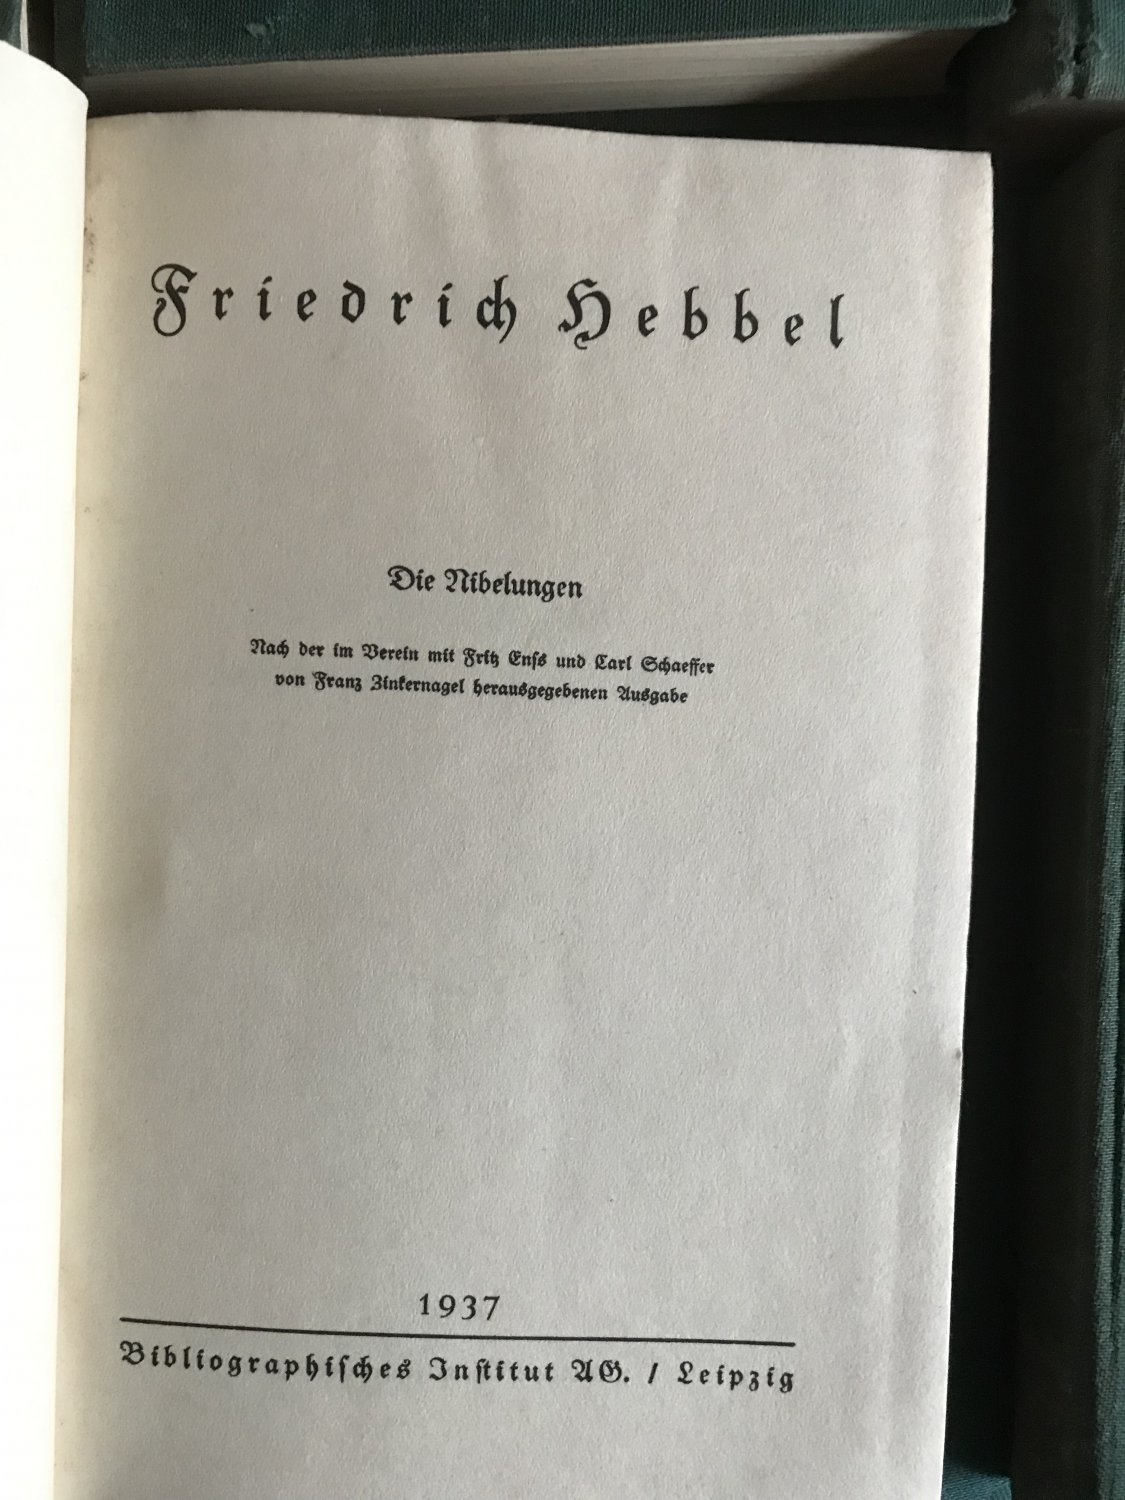 Friedrich Hebbel
Die Nibelungen
Nach der im Verein mit Fritz Enſs und Carl Schaeffer
von Franz Zinkernagel herausgegebenen Ausgabe
1937
Bibliographiſches Inſtitut AG. / Leipzig